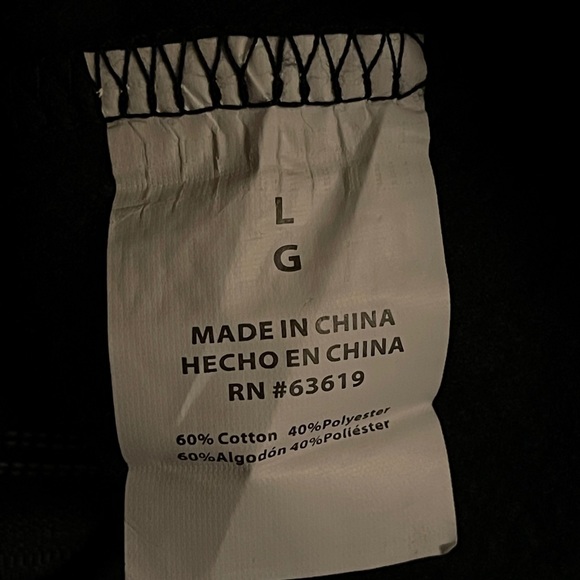 L
G
MADE IN CHINA
HECHO EN CHINA
RN #63619
60% Cotton 40%Polyester
60%Algodón 40%Poliéster